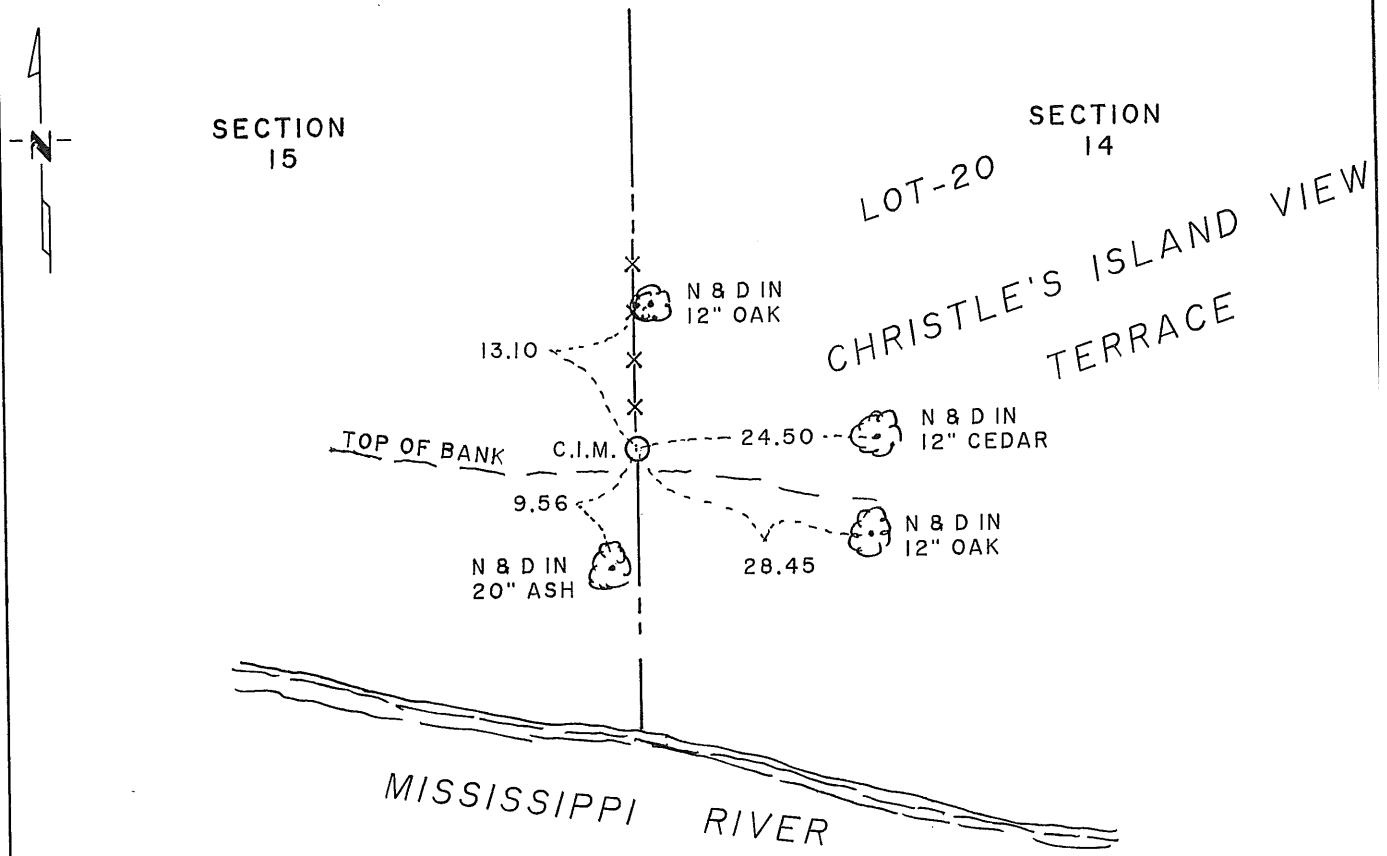 N
SECTION
15
SECTION
14
LOT-20
CHRISTLE'S ISLAND VIEW
TERRACE
N & D IN
12" OAK
13.10
TOP OF BANK
C.I.M.
24.50
N & D IN
12" CEDAR
9.56
N & D IN
20" ASH
28.45
N & D IN
12" OAK
MISSISSIPPI RIVER